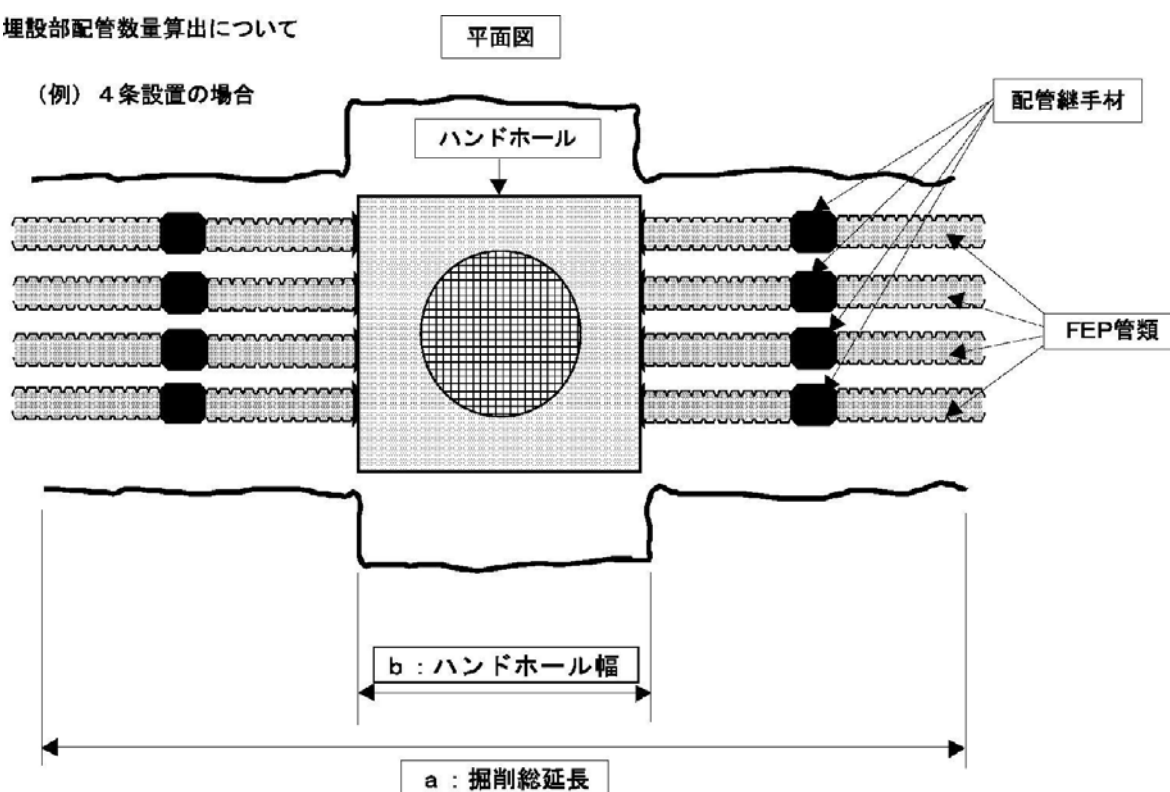 埋設部配管数量算出について
平面図
（例）４条設置の場合
配管継手材
ハンドホール
FEP管類
ｂ：ハンドホール幅
ａ：掘削総延長